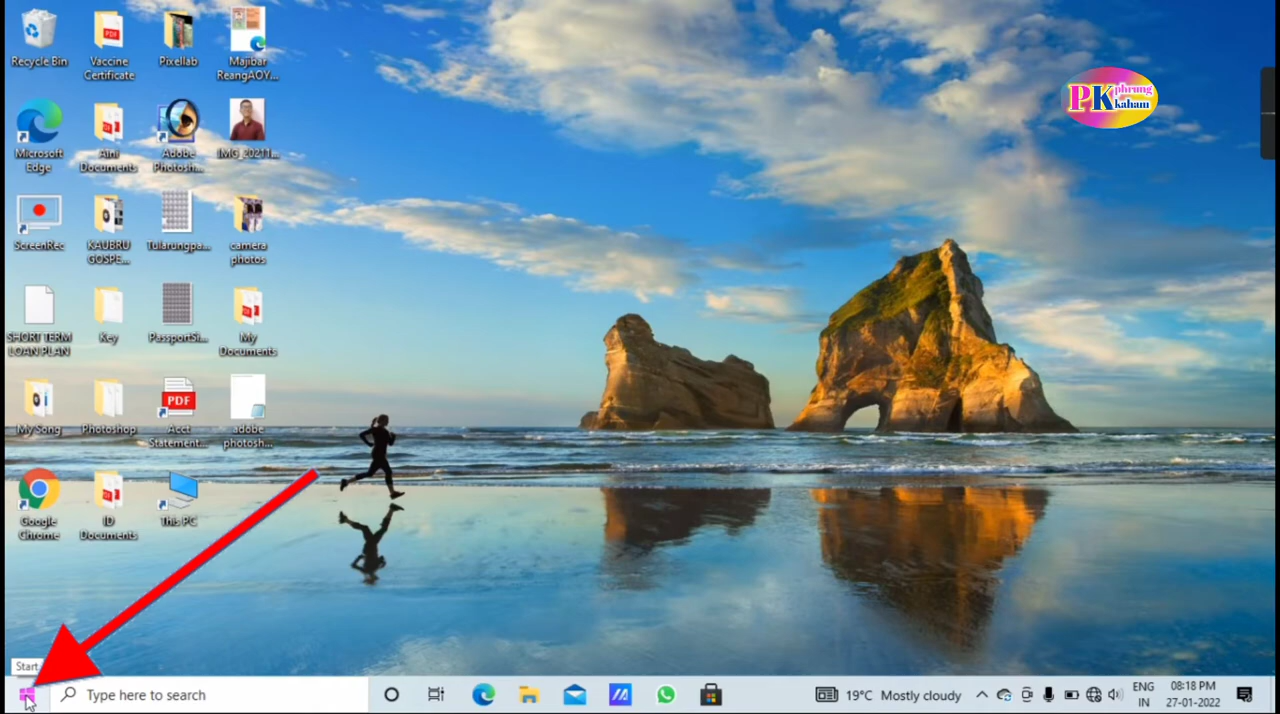 Recycle Bin
Vaccine
Certificate
Pixellab
Majibar
ReangAOY...
Microsoft
Edge
Aini
Documents
Adobe
Photosh...
IMG_20211...
ScreenRec
KAUBRU
GOSPE...
Tularungpa...
camera
photos
SHORT TERM
LOAN PLAN
Key
PassportSi...
My
Documents
My Song
Photoshop
PDF
Acct
Statement...
adobe
photosh...
Google
Chrome
ID
Documents
This PC
PK phrung
kaham
Start
Type here to search
19°C Mostly cloudy
ENG
IN
08:18 PM
27-01-2022